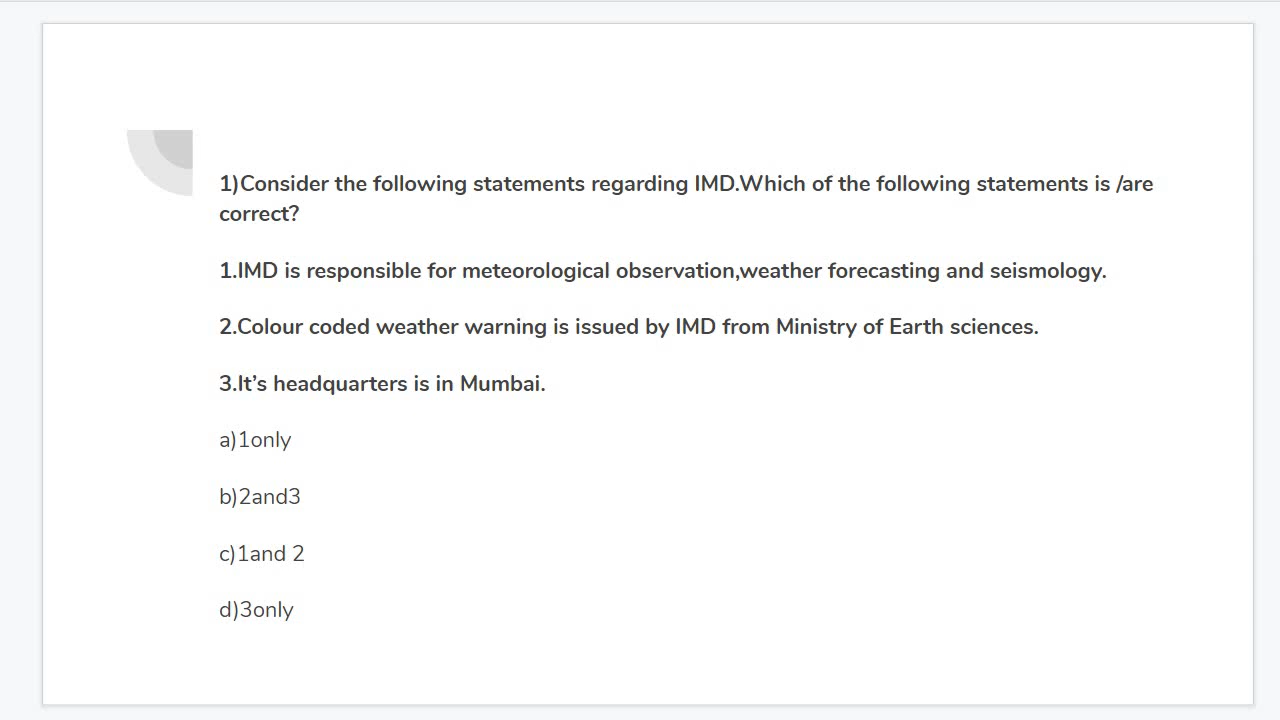 1)Consider the following statements regarding IMD.Which of the following statements is /are
correct?
1.IMD is responsible for meteorological observation,weather forecasting and seismology.
2.Colour coded weather warning is issued by IMD from Ministry of Earth sciences.
3.It’s headquarters is in Mumbai.
a)1only
b)2and3
c)1and 2
d)3only